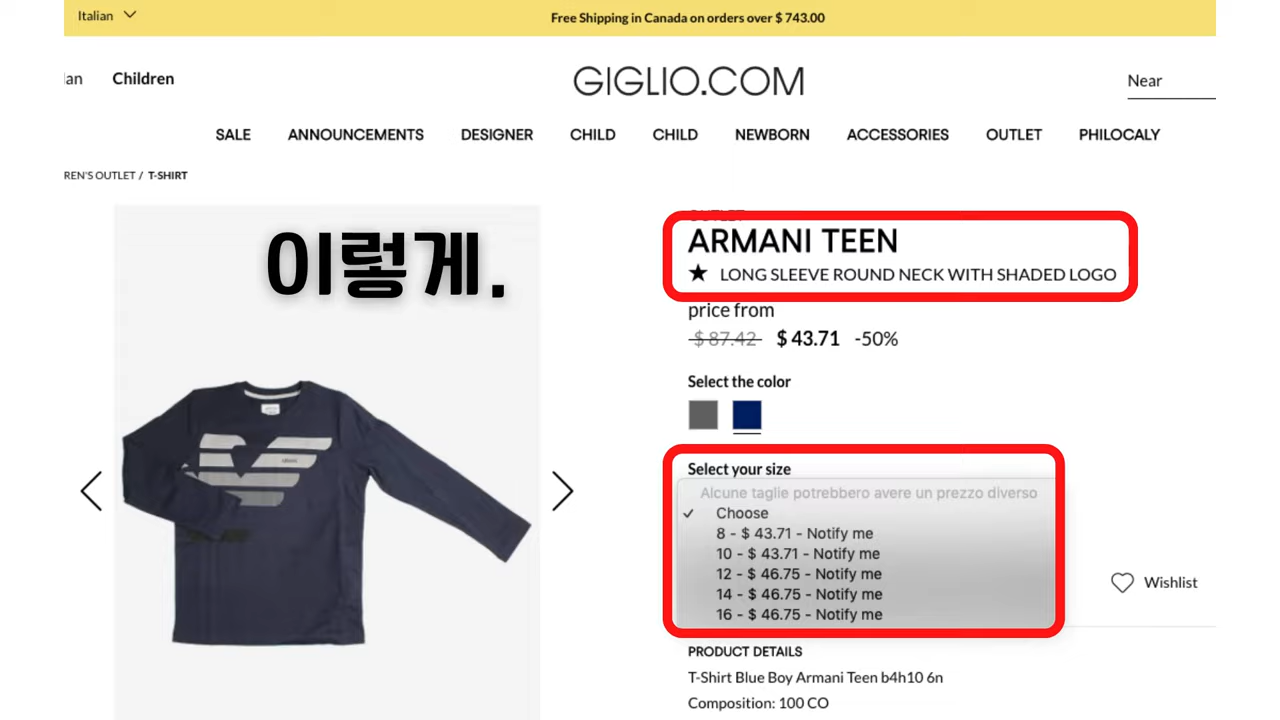 Italian
Free Shipping in Canada on orders over $ 743.00
Children
GIGLIO.COM
Near
SALE ANNOUNCEMENTS DESIGNER CHILD CHILD NEWBORN ACCESSORIES OUTLET PHILOCALY
REN'S OUTLET / T-SHIRT
이렇게.
OUTLET
ARMANI TEEN
★ LONG SLEEVE ROUND NECK WITH SHADED LOGO
price from
$ 87.42 $ 43.71 -50%
Select the color
Select your size
Alcune taglie potrebbero avere un prezzo diverso
✓ Choose
8 - $ 43.71 - Notify me
10 - $ 43.71 - Notify me
12 - $ 46.75 - Notify me
14 - $ 46.75 - Notify me
16 - $ 46.75 - Notify me
Wishlist
PRODUCT DETAILS
T-Shirt Blue Boy Armani Teen b4h10 6n
Composition: 100 CO